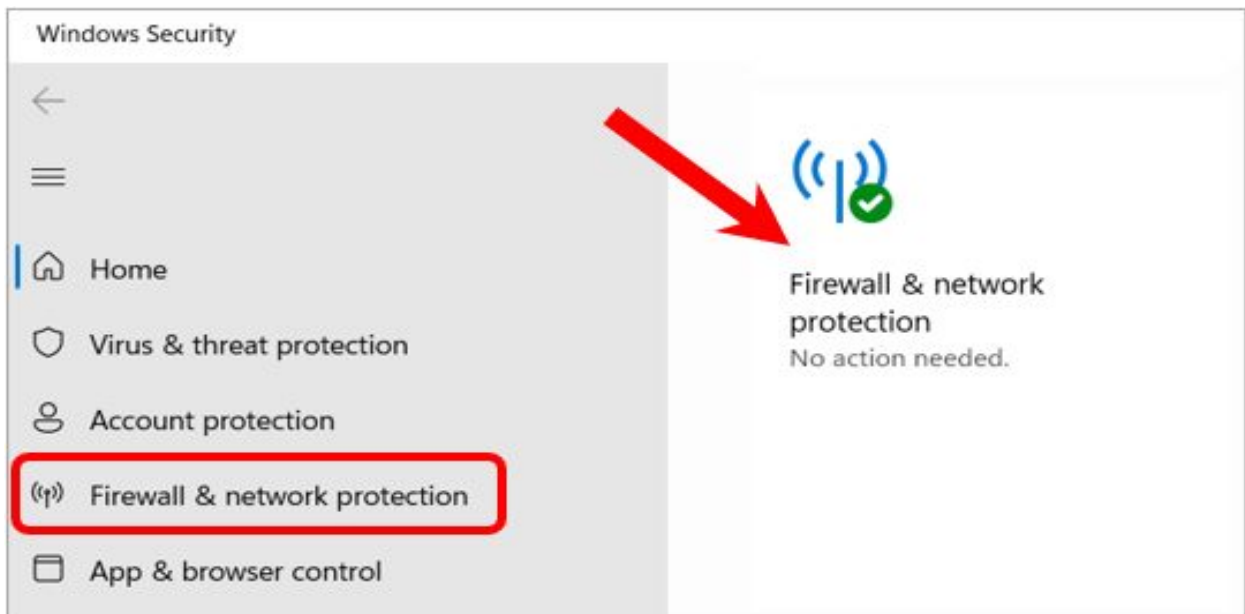 Windows Security
Home
Virus & threat protection
Account protection
Firewall & network protection
App & browser control
Firewall & network
protection
No action needed.